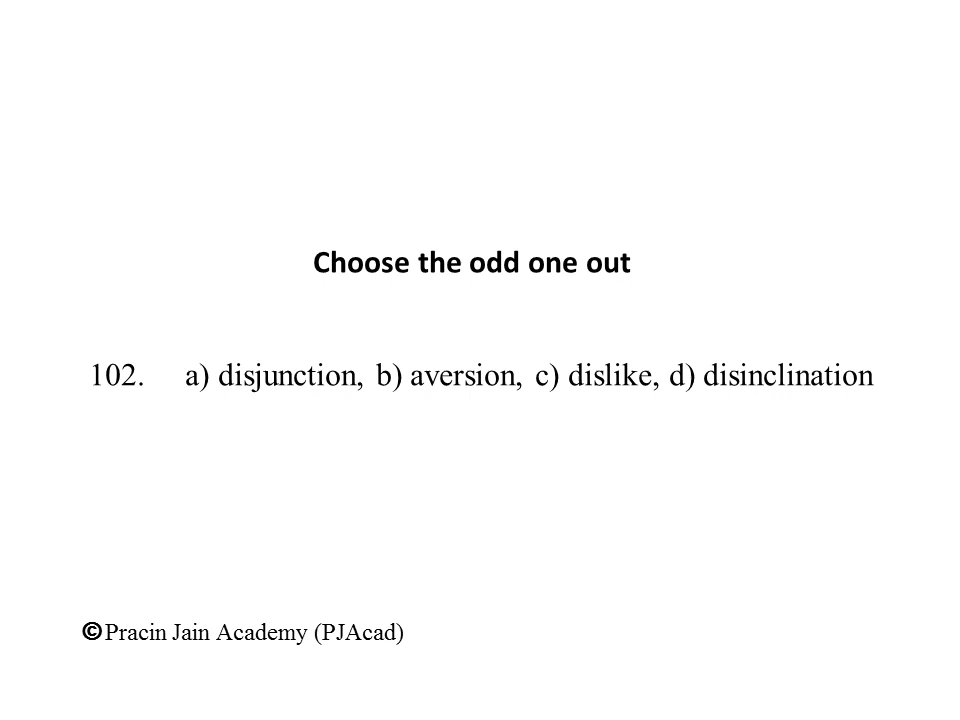 Choose the odd one out
102. a) disjunction, b) aversion, c) dislike, d) disinclination
©Pracin Jain Academy (PJAcad)